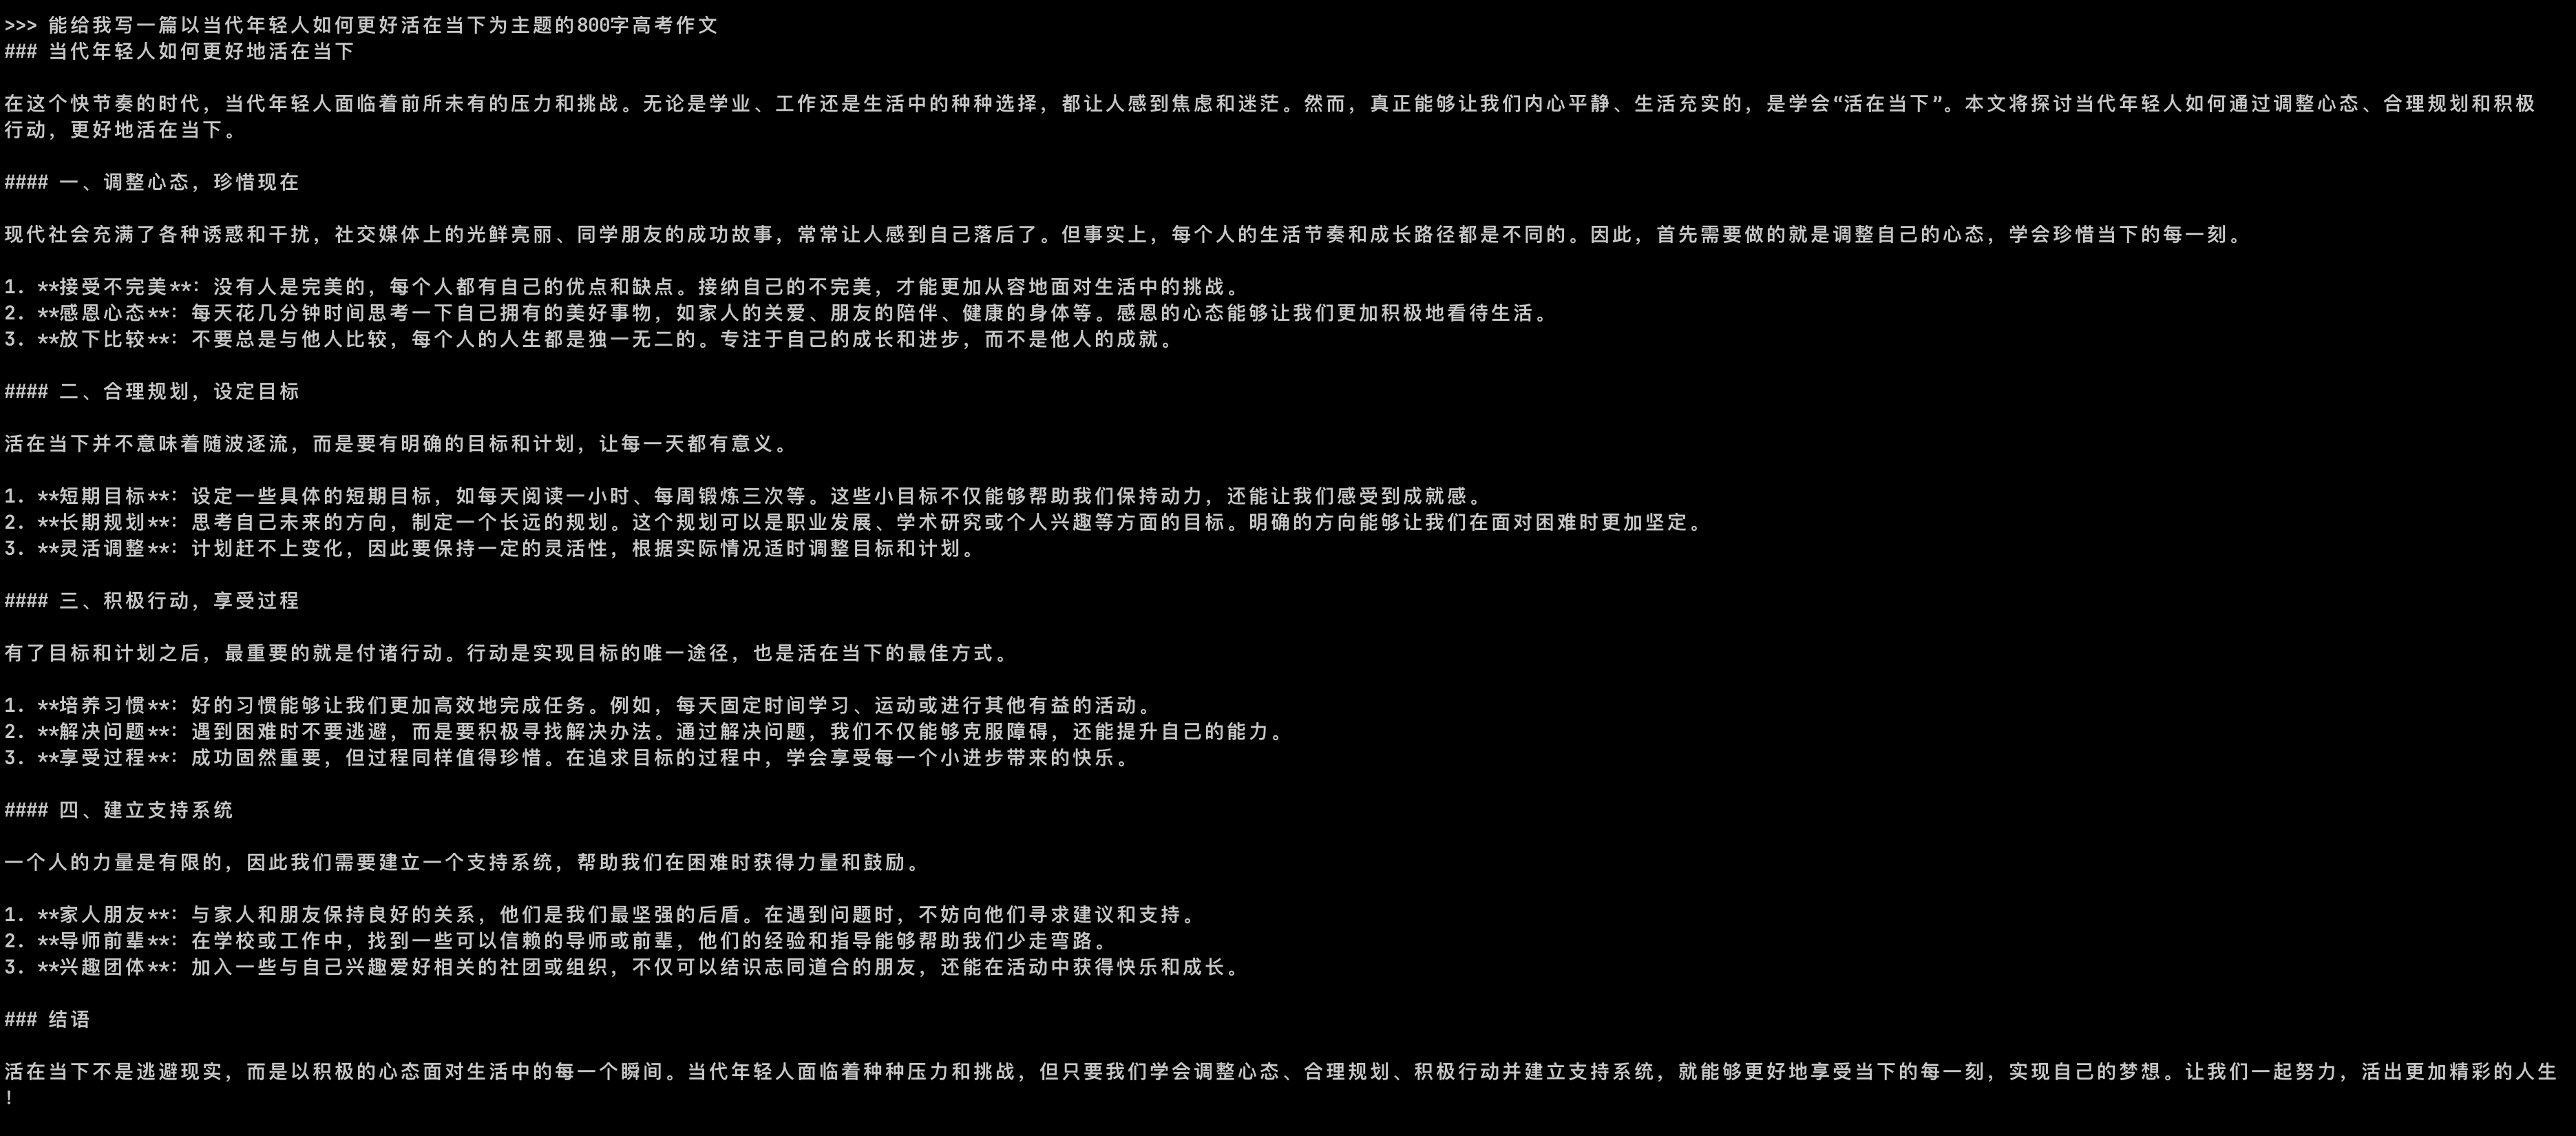 >>> 能给我写一篇以当代年轻人如何更好活在当下为主题的800字高考作文
### 当代年轻人如何更好地活在当下
在这个快节奏的时代，当代年轻人面临着前所未有的压力和挑战。无论是学业、工作还是生活中的种种选择，都让人感到焦虑和迷茫。然而，真正能够让我们内心平静、生活充实的，是学会“活在当下”。本文将探讨当代年轻人如何通过调整心态、合理规划和积极
行动，更好地活在当下。
#### 一、调整心态，珍惜现在
现代社会充满了各种诱惑和干扰，社交媒体上的光鲜亮丽、同学朋友的成功故事，常常让人感到自己落后了。但事实上，每个人的生活节奏和成长路径都是不同的。因此，首先需要做的就是调整自己的心态，学会珍惜当下的每一刻。
1. **接受不完美**：没有人是完美的，每个人都有自己的优点和缺点。接纳自己的不完美，才能更加从容地面对生活中的挑战。
2. **感恩心态**：每天花几分钟时间思考一下自己拥有的美好事物，如家人的关爱、朋友的陪伴、健康的身体等。感恩的心态能够让我们更加积极地看待生活。
3. **放下比较**：不要总是与他人比较，每个人的人生都是独一无二的。专注于自己的成长和进步，而不是他人的成就。
#### 二、合理规划，设定目标
活在当下并不意味着随波逐流，而是要有明确的目标和计划，让每一天都有意义。
1. **短期目标**：设定一些具体的短期目标，如每天阅读一小时、每周锻炼三次等。这些小目标不仅能够帮助我们保持动力，还能让我们感受到成就感。
2. **长期规划**：思考自己未来的方向，制定一个长远的规划。这个规划可以是职业发展、学术研究或个人兴趣等方面的目标。明确的方向能够让我们在面对困难时更加坚定。
3. **灵活调整**：计划赶不上变化，因此要保持一定的灵活性，根据实际情况适时调整目标和计划。
#### 三、积极行动，享受过程
有了目标和计划之后，最重要的就是付诸行动。行动是实现目标的唯一途径，也是活在当下的最佳方式。
1. **培养习惯**：好的习惯能够让我们更加高效地完成任务。例如，每天固定时间学习、运动或进行其他有益的活动。
2. **解决问题**：遇到困难时不要逃避，而是要积极寻找解决办法。通过解决问题，我们不仅能够克服障碍，还能提升自己的能力。
3. **享受过程**：成功固然重要，但过程同样值得珍惜。在追求目标的过程中，学会享受每一个小进步带来的快乐。
#### 四、建立支持系统
一个人的力量是有限的，因此我们需要建立一个支持系统，帮助我们在困难时获得力量和鼓励。
1. **家人朋友**：与家人和朋友保持良好的关系，他们是我们最坚强的后盾。在遇到问题时，不妨向他们寻求建议和支持。
2. **导师前辈**：在学校或工作中，找到一些可以信赖的导师或前辈，他们的经验和指导能够帮助我们少走弯路。
3. **兴趣团体**：加入一些与自己兴趣爱好相关的社团或组织，不仅可以结识志同道合的朋友，还能在活动中获得快乐和成长。
### 结语
活在当下不是逃避现实，而是以积极的心态面对生活中的每一个瞬间。当代年轻人面临着种种压力和挑战，但只要我们学会调整心态、合理规划、积极行动并建立支持系统，就能够更好地享受当下的每一刻，实现自己的梦想。让我们一起努力，活出更加精彩的人生
！